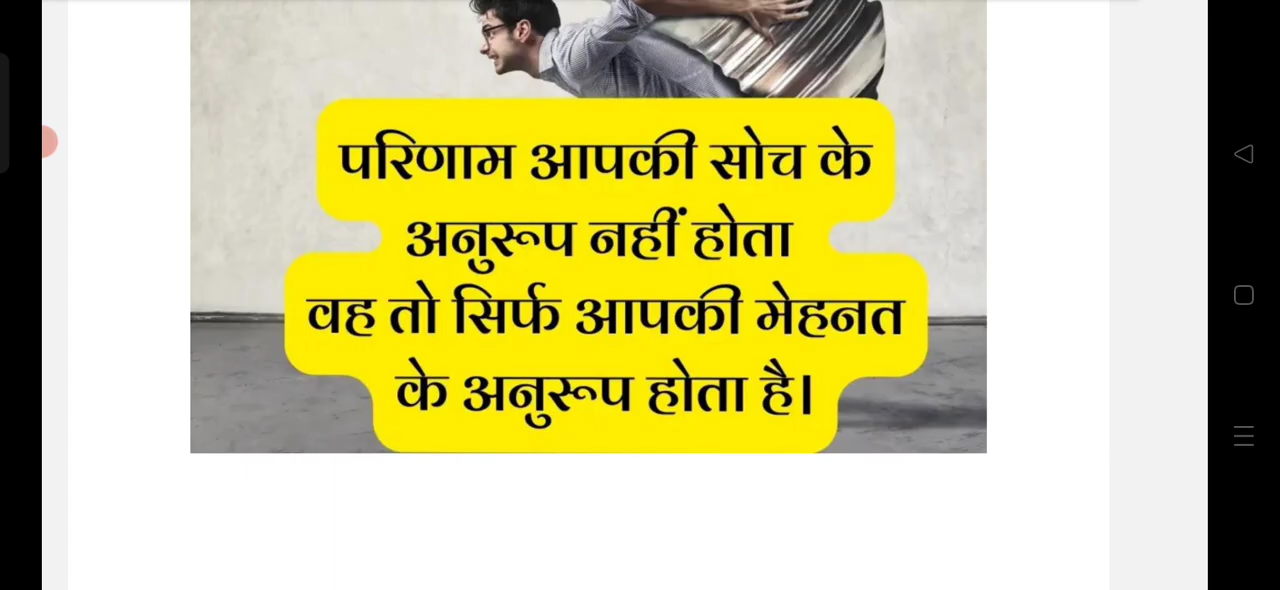 परिणाम आपकी सोच के
अनुरूप नहीं होता
वह तो सिर्फ आपकी मेहनत
के अनुरूप होता है।